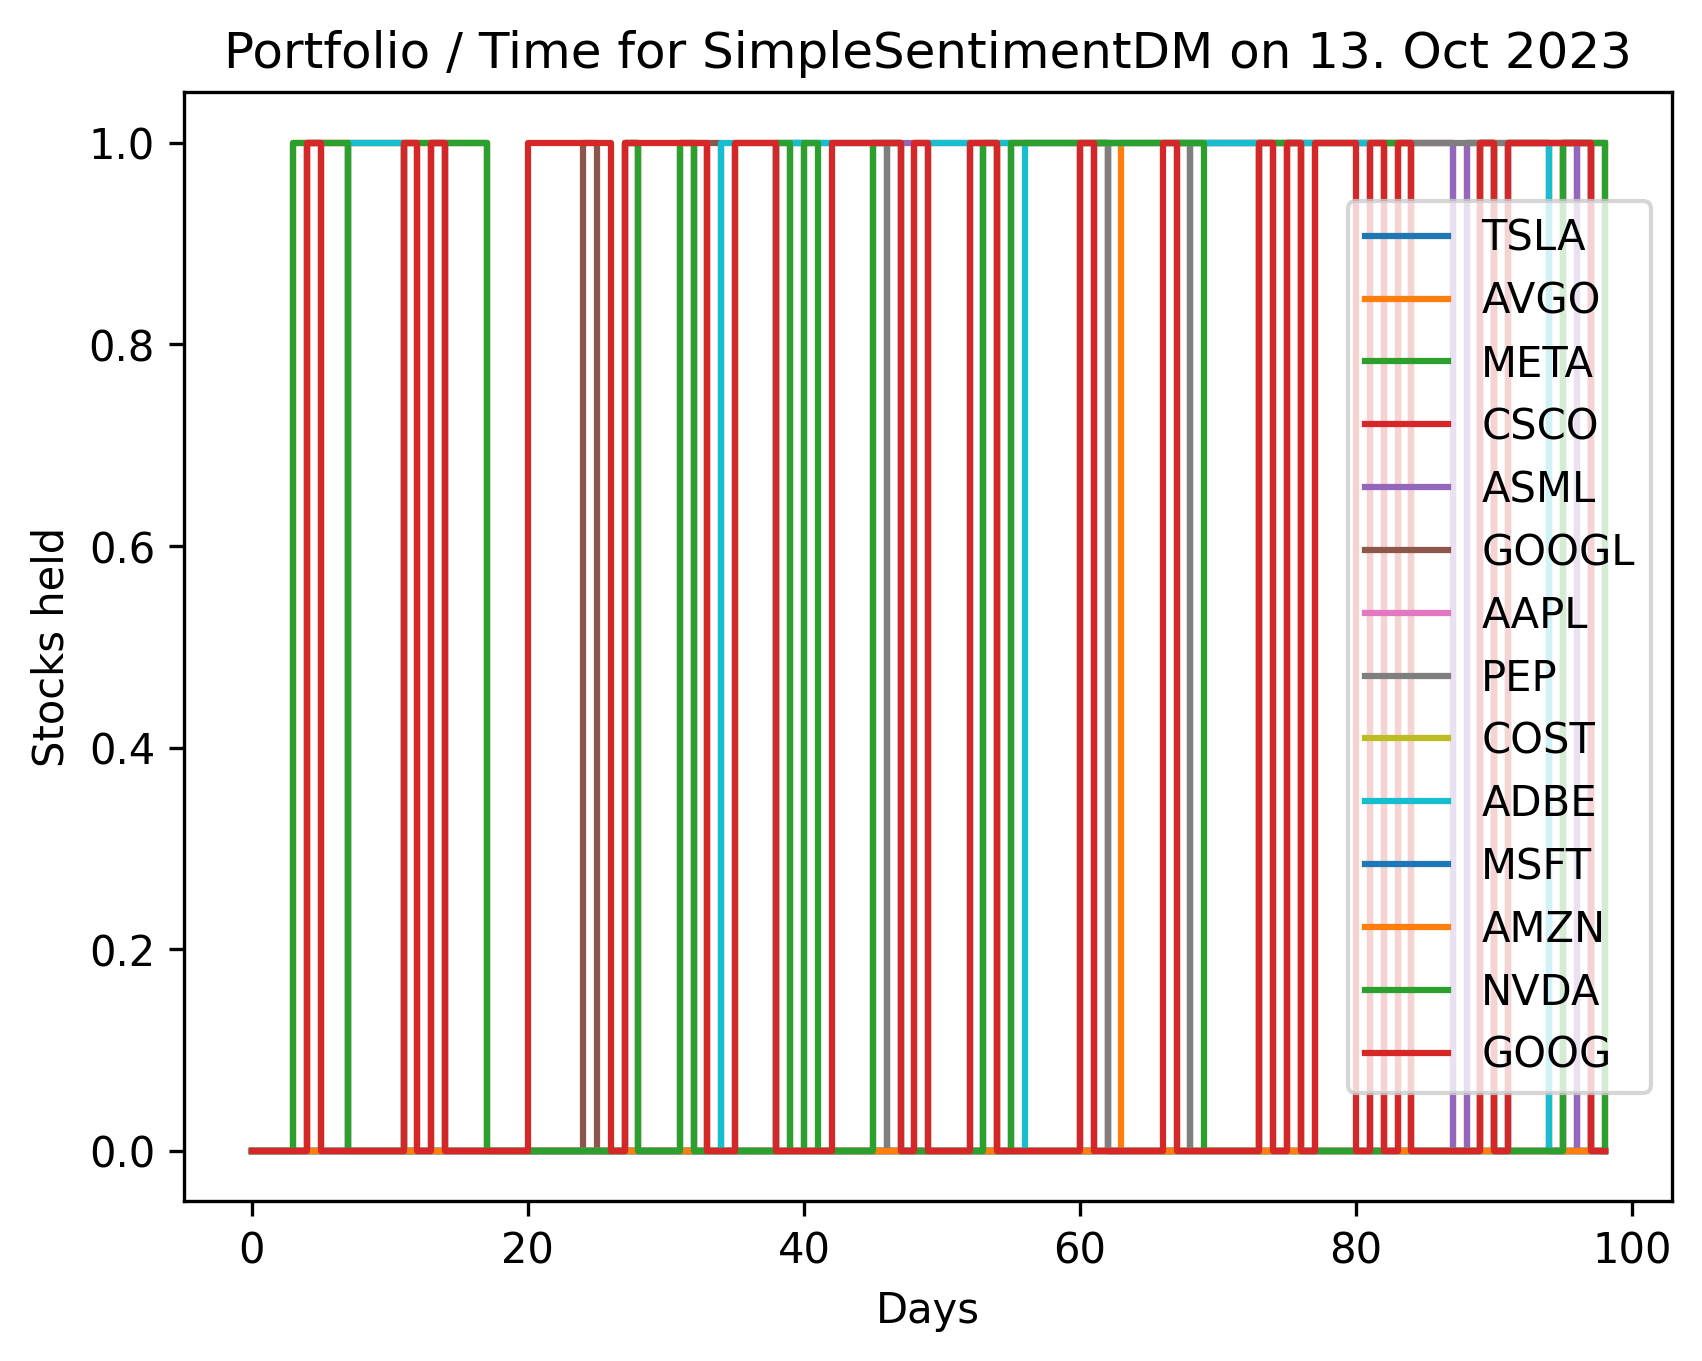 Portfolio / Time for SimpleSentimentDM on 13. Oct 2023
1.0
0.8
0.6
0.4
0.2
0.0
Stocks held
TSLA
AVGO
META
CSCO
ASML
GOOGL
AAPL
PEP
COST
ADBE
MSFT
AMZN
NVDA
GOOG
0 20 40 60 80 100
Days